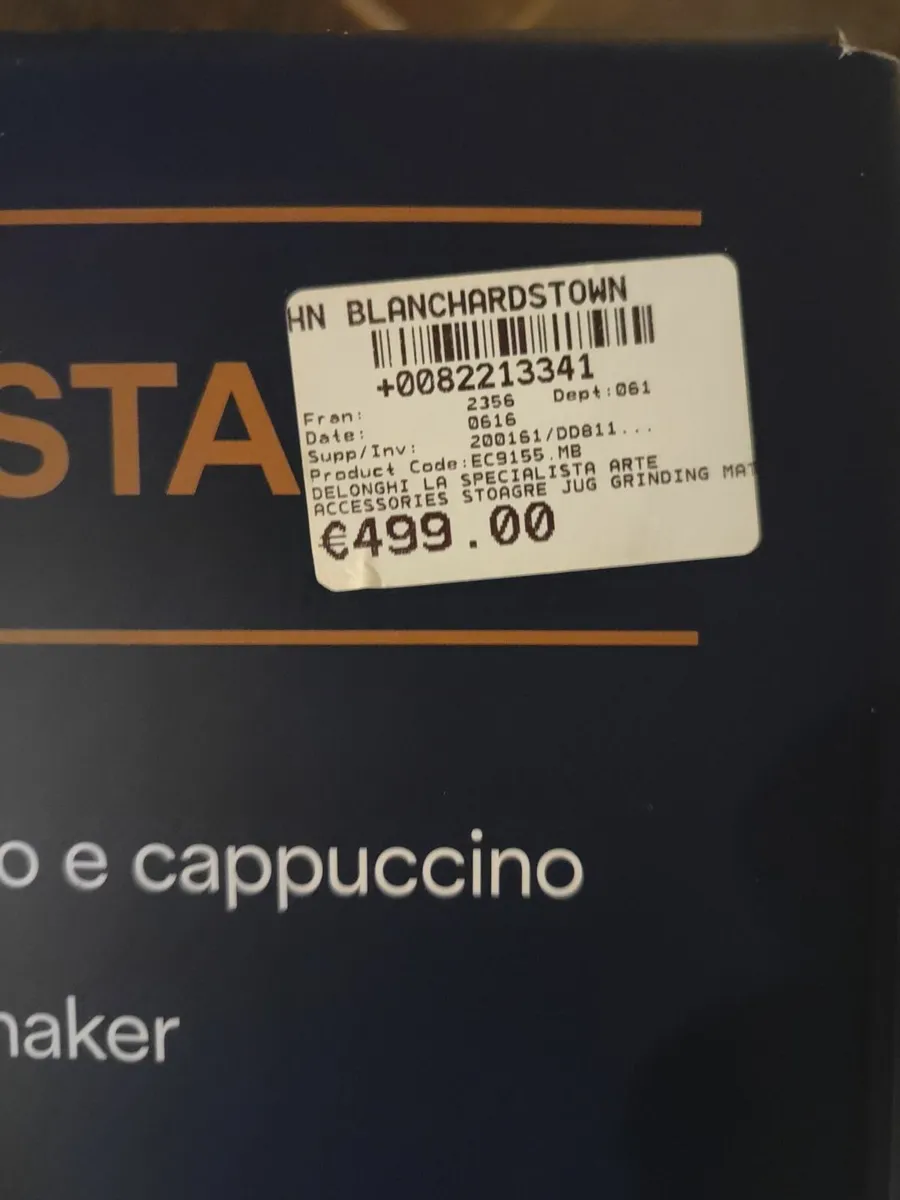 HN BLANCHARDSTOWN
+0082213341
Fran: 2356 Dept:061
Date: 0616
Supp/Inv: 200161/DD811...
Product Code:EC9155.MB
DELONGHI LA SPECIALISTA ARTE
ACCESSORIES STOAGRE JUG GRINDING MAT
€499.00
STA
o e cappuccino
maker